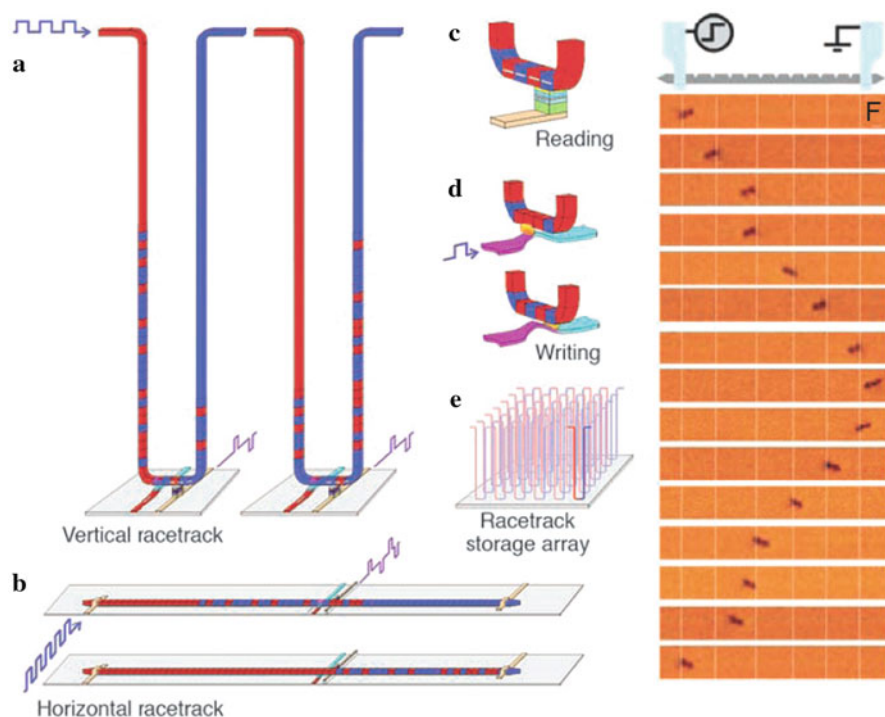 a
Vertical racetrack
b
Horizontal racetrack
c
Reading
d
Writing
e
Racetrack
storage array
F